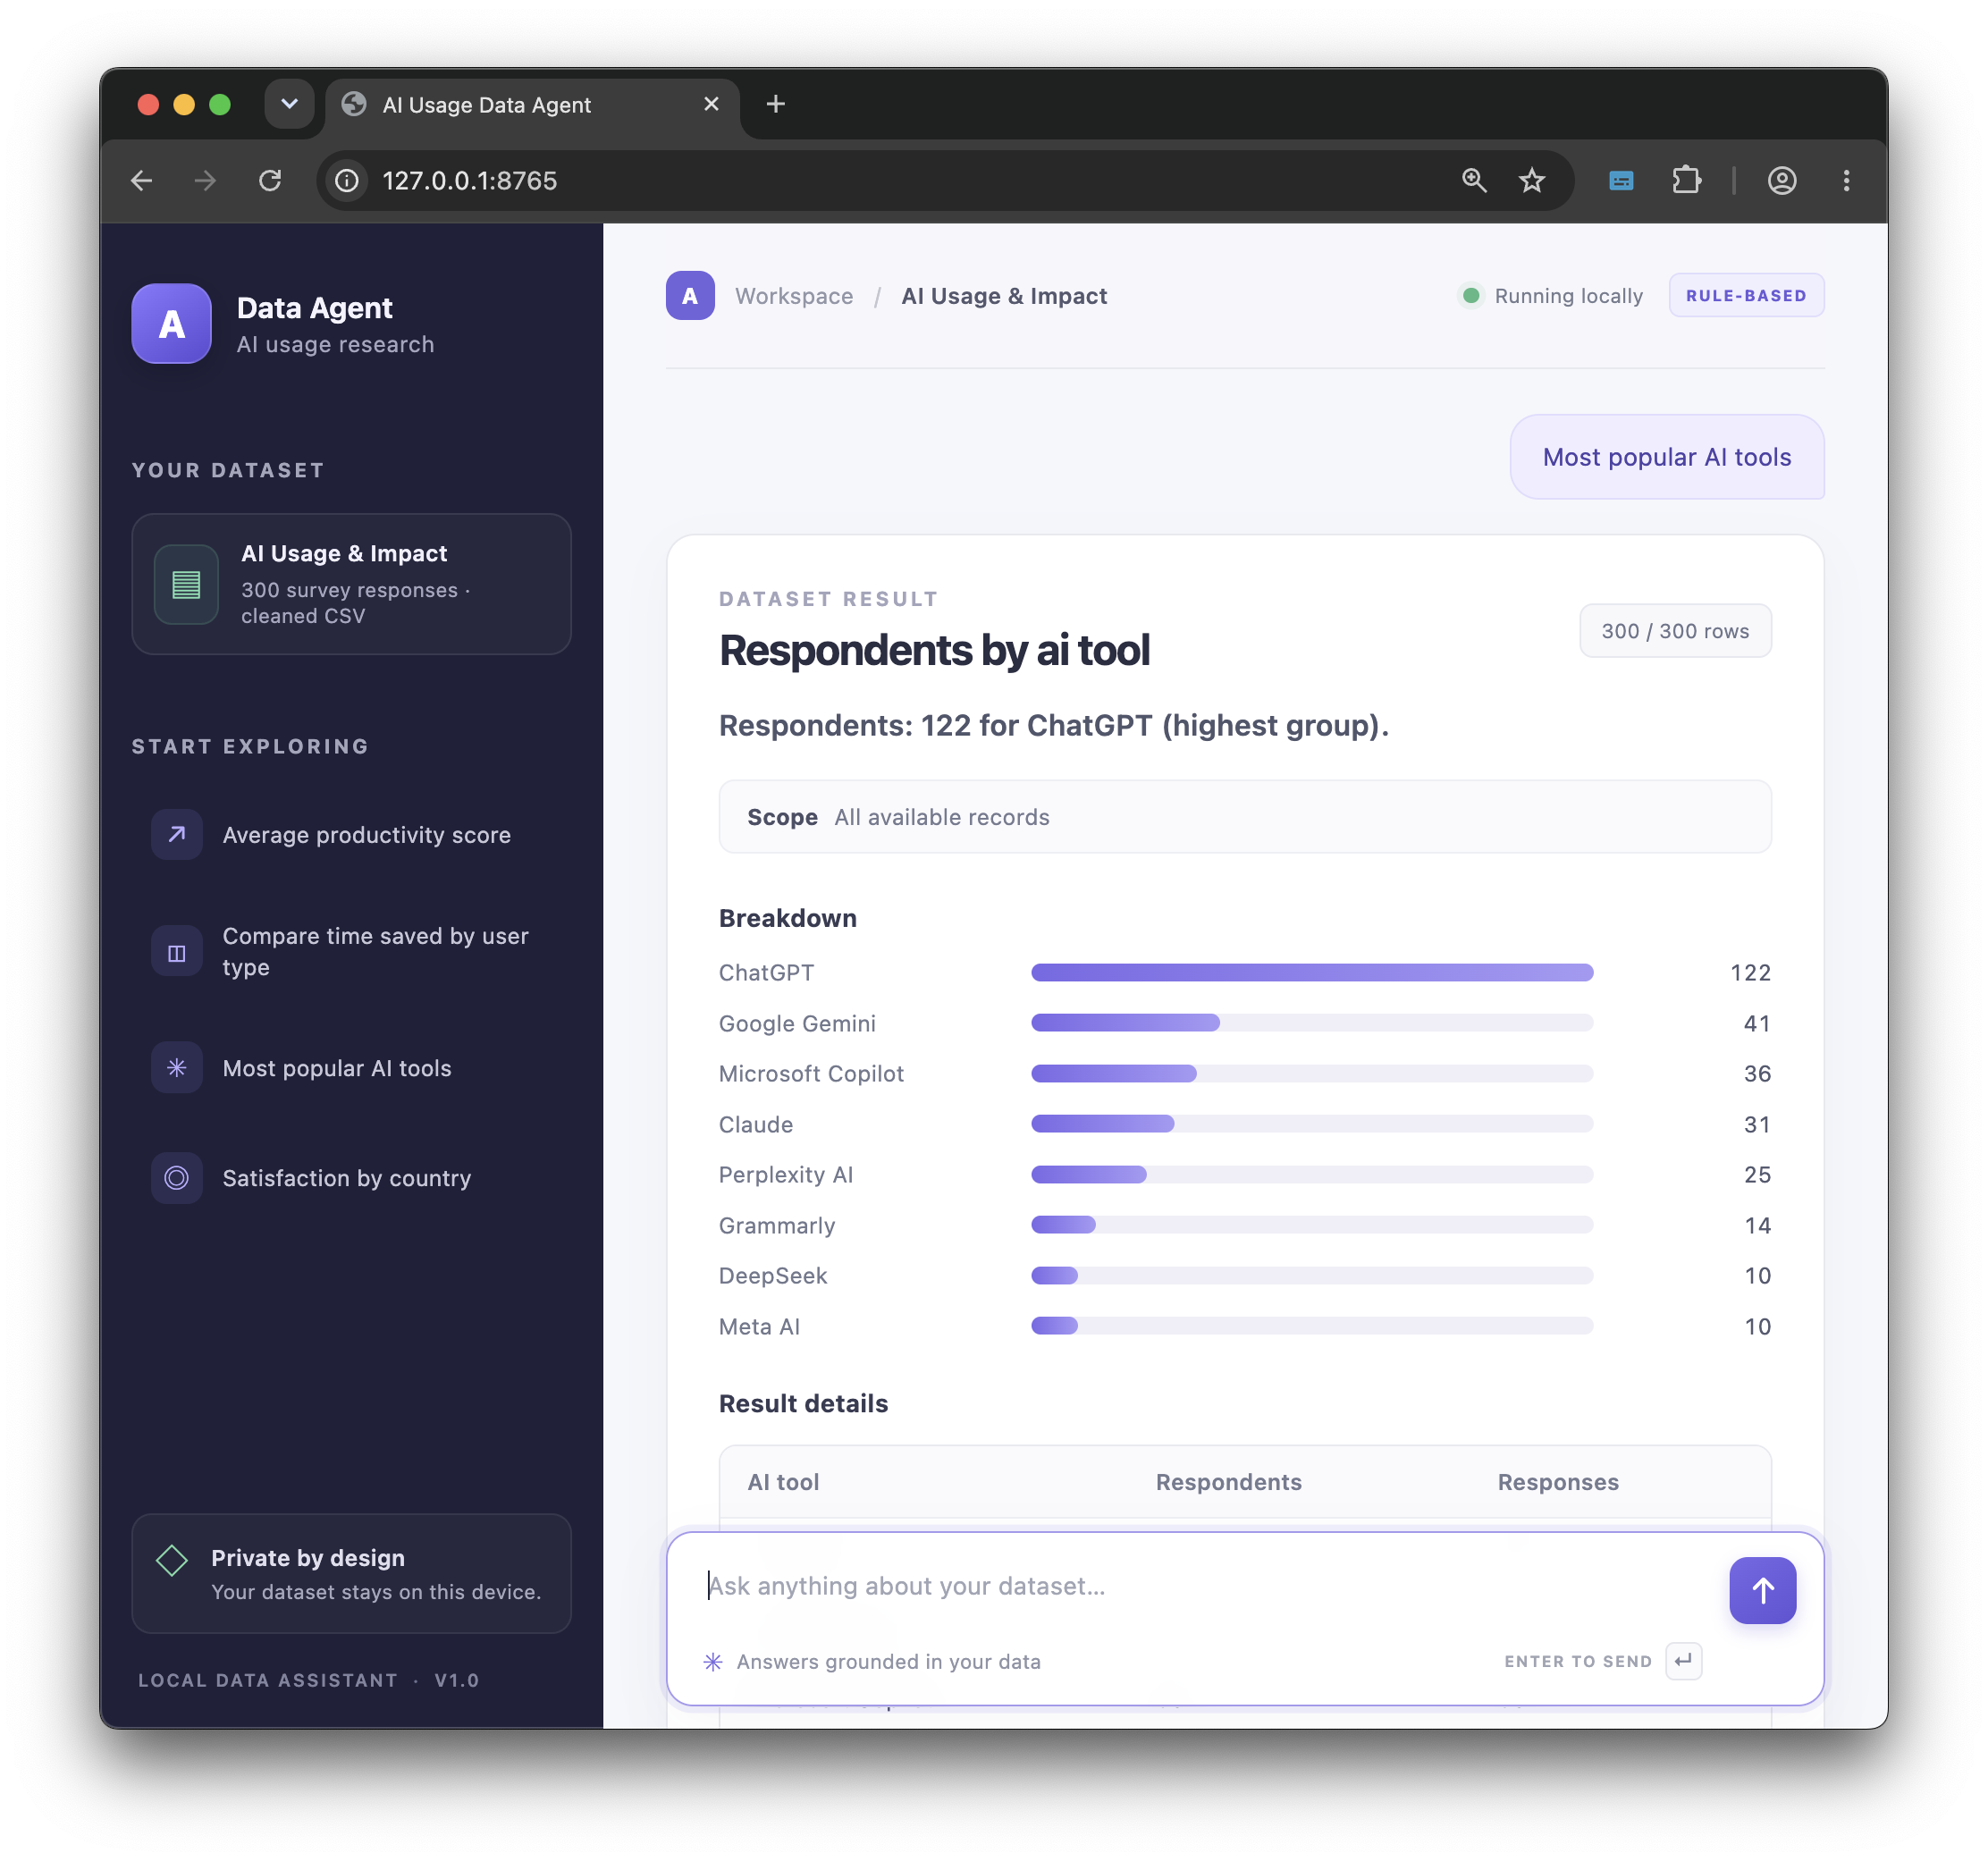 AI Usage Data Agent
127.0.0.1:8765
A
Data Agent
AI usage research
YOUR DATASET
AI Usage & Impact
300 survey responses ·
cleaned CSV
START EXPLORING
Average productivity score
Compare time saved by user
type
Most popular AI tools
Satisfaction by country
Private by design
Your dataset stays on this device.
LOCAL DATA ASSISTANT · V1.0
A Workspace / AI Usage & Impact
Running locally
RULE-BASED
Most popular AI tools
DATASET RESULT
Respondents by ai tool
300 / 300 rows
Respondents: 122 for ChatGPT (highest group).
Scope All available records
Breakdown
ChatGPT 122
Google Gemini 41
Microsoft Copilot 36
Claude 31
Perplexity AI 25
Grammarly 14
DeepSeek 10
Meta AI 10
Result details
AI tool Respondents Responses
Ask anything about your dataset...
Answers grounded in your data
ENTER TO SEND